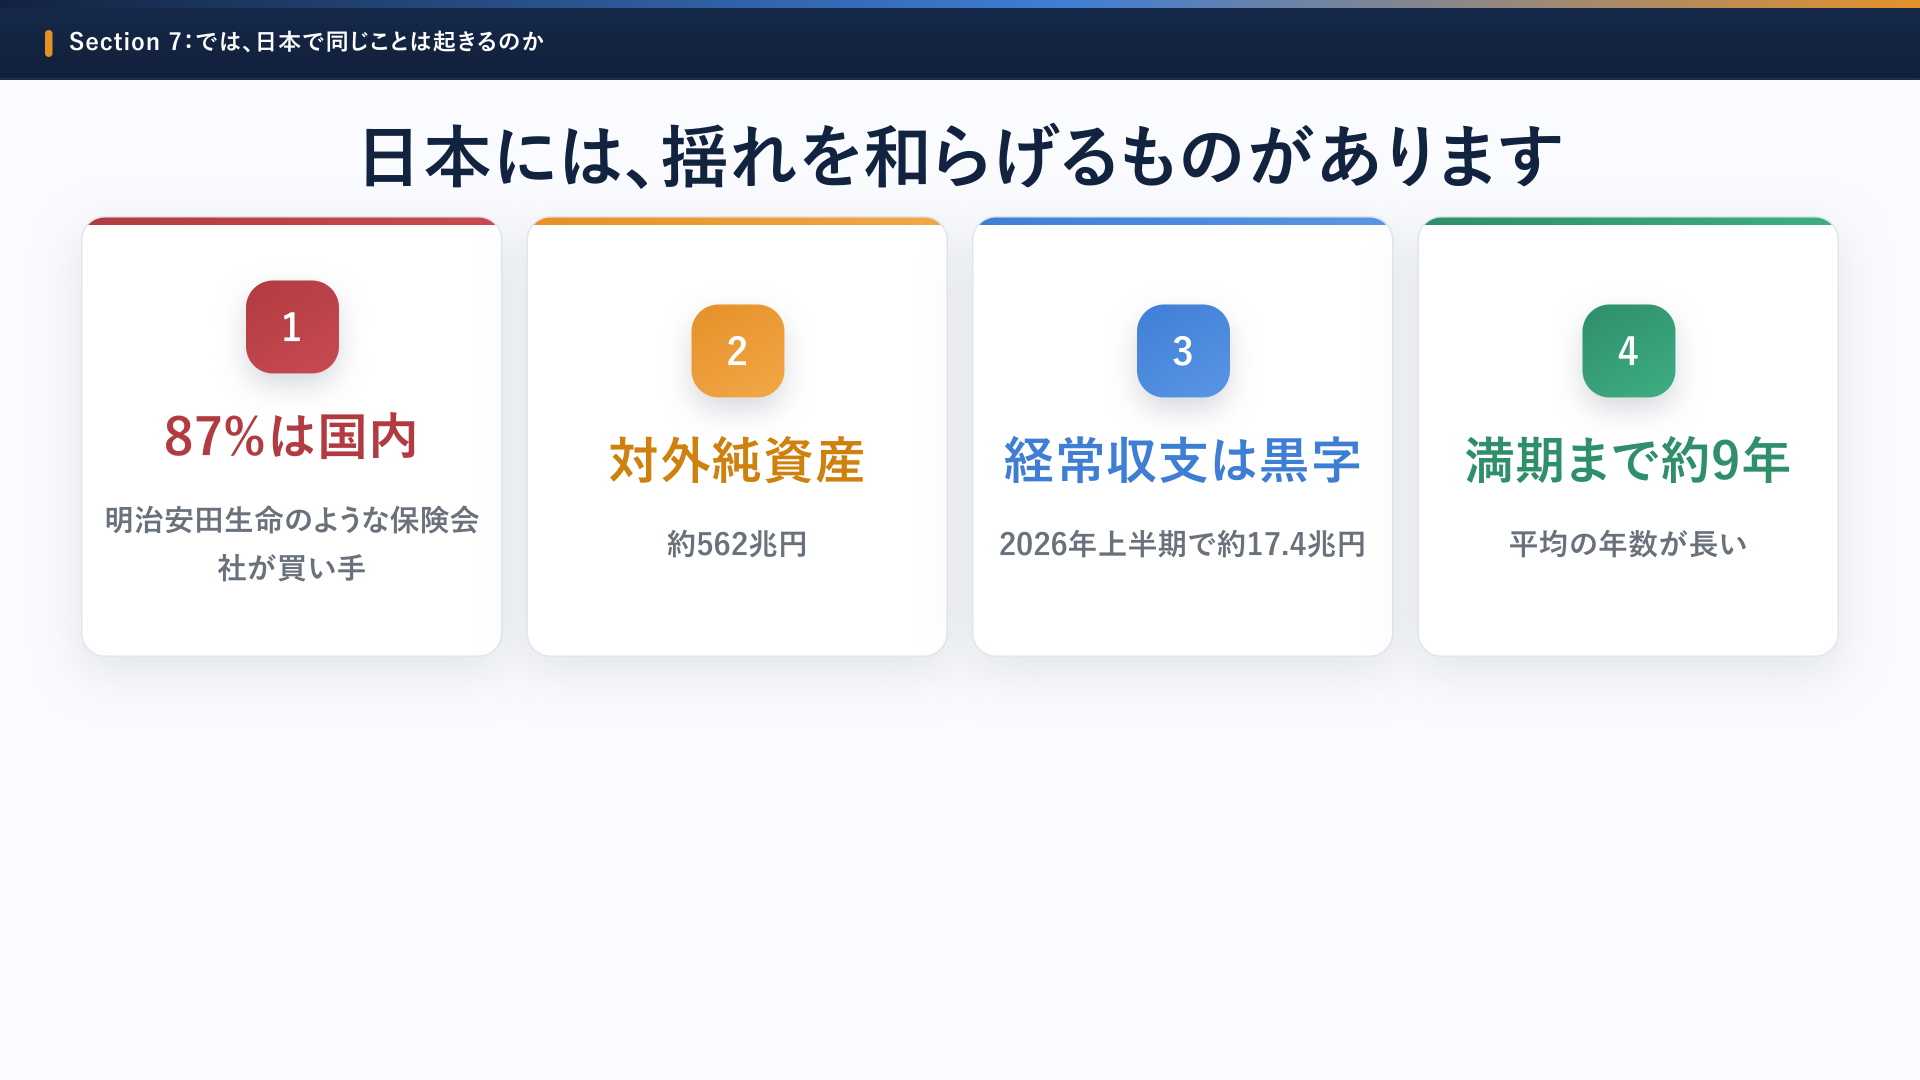 Section 7：では、日本で同じことは起きるのか
日本には、揺れを和らげるものがあります
1
87%は国内
明治安田生命のような保険会
社が買い手
2
対外純資産
約562兆円
3
経常収支は黒字
2026年上半期で約17.4兆円
4
満期まで約9年
平均の年数が長い